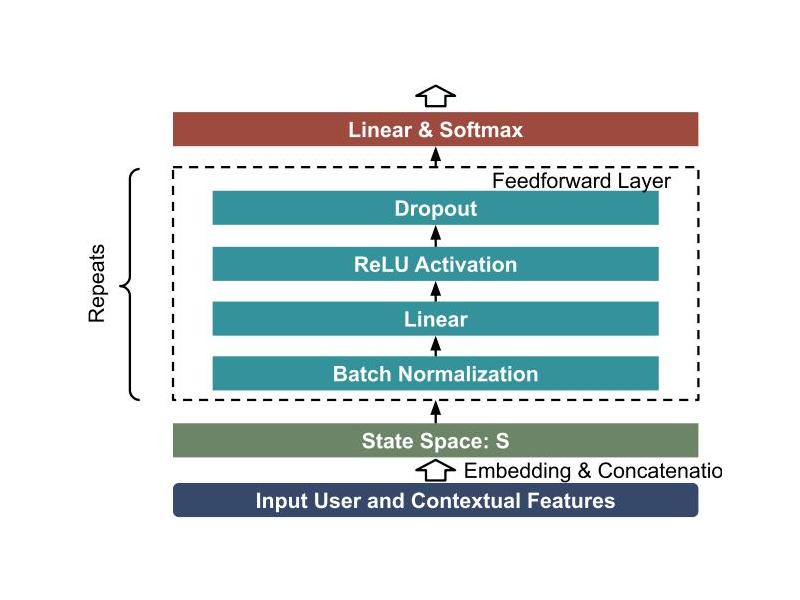 Linear & Softmax
Feedforward Layer
Dropout
ReLU Activation
Repeats
Linear
Batch Normalization
State Space: S
Embedding & Concatenatio
Input User and Contextual Features